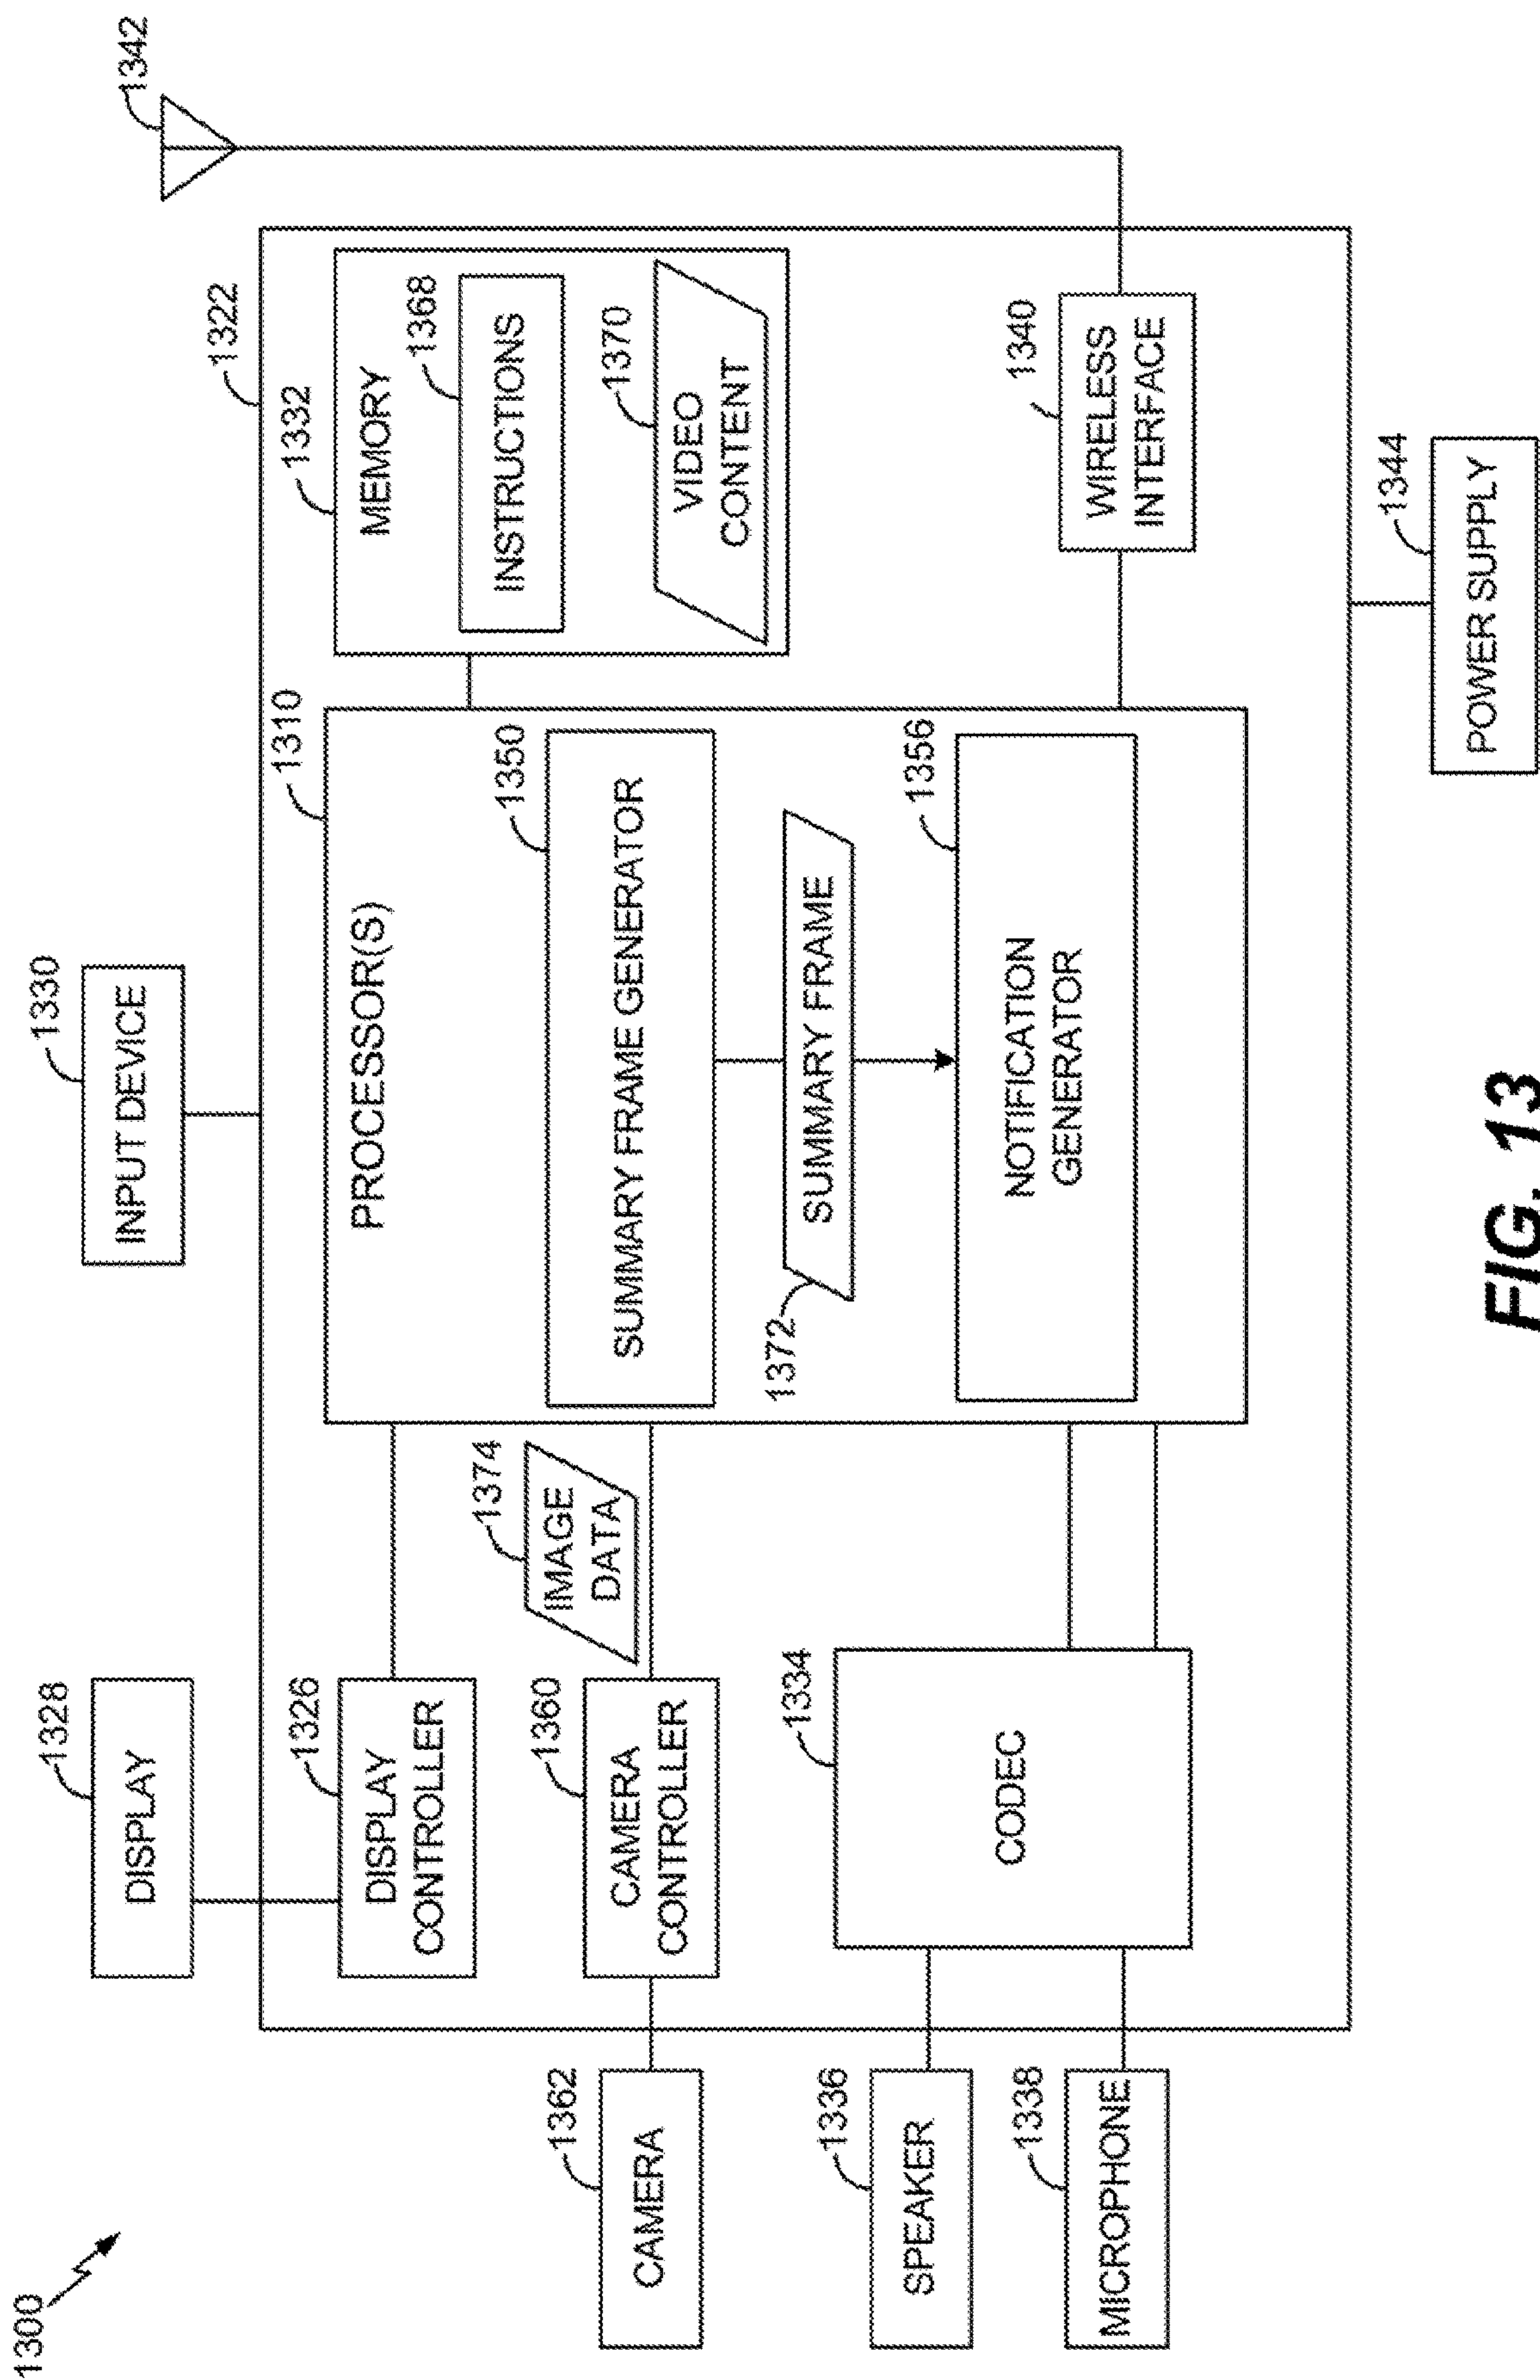 1300
1328
DISPLAY
1330
INPUT DEVICE
1342
1322
1326
DISPLAY
CONTROLLER
1310
PROCESSOR(S)
1332
MEMORY
1368
INSTRUCTIONS
1370
VIDEO
CONTENT
1362
CAMERA
1360
CAMERA
CONTROLLER
1374
IMAGE
DATA
1350
SUMMARY FRAME GENERATOR
1372
SUMMARY FRAME
1356
NOTIFICATION
GENERATOR
1336
SPEAKER
1338
MICROPHONE
1334
CODEC
1340
WIRELESS
INTERFACE
1344
POWER SUPPLY
FIG. 13